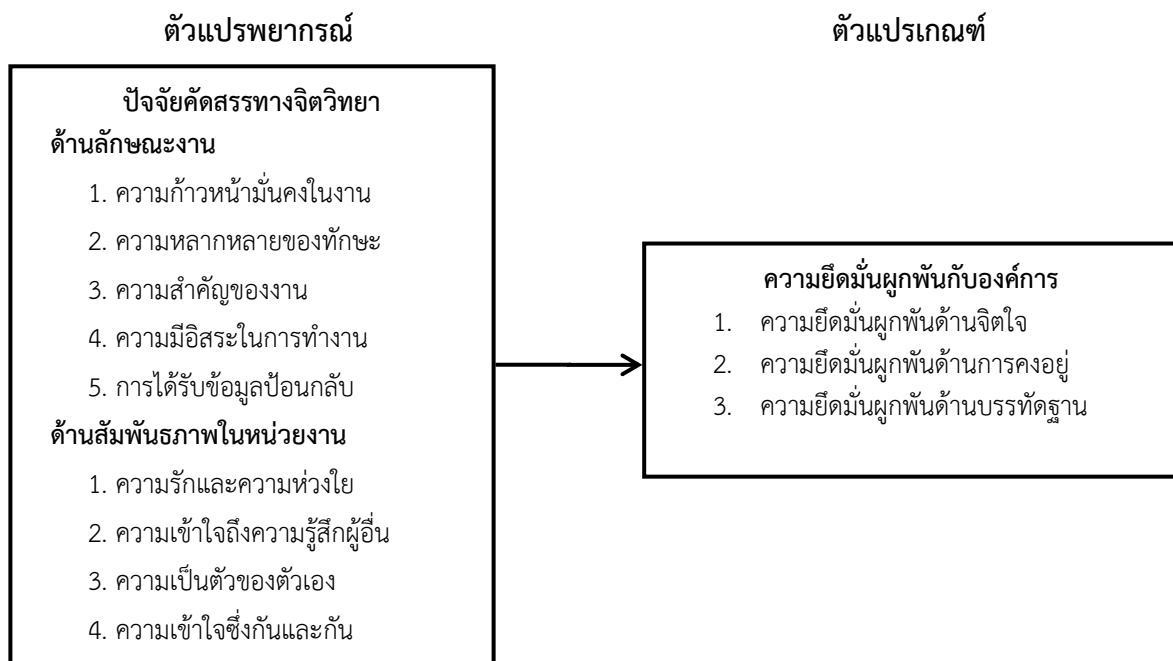 ตัวแปรพยากรณ์
ปัจจัยคัดสรรทางจิตวิทยา
ด้านลักษณะงาน
1. ความก้าวหน้ามั่นคงในงาน
2. ความหลากหลายของทักษะ
3. ความสำคัญของงาน
4. ความมีอิสระในการทำงาน
5. การได้รับข้อมูลป้อนกลับ
ด้านสัมพันธภาพในหน่วยงาน
1. ความรักและความห่วงใย
2. ความเข้าใจถึงความรู้สึกผู้อื่น
3. ความเป็นตัวของตัวเอง
4. ความเข้าใจซึ่งกันและกัน
ตัวแปรเกณฑ์
ความยึดมั่นผูกพันกับองค์การ
1. ความยึดมั่นผูกพันด้านจิตใจ
2. ความยึดมั่นผูกพันด้านการคงอยู่
3. ความยึดมั่นผูกพันด้านบรรทัดฐาน